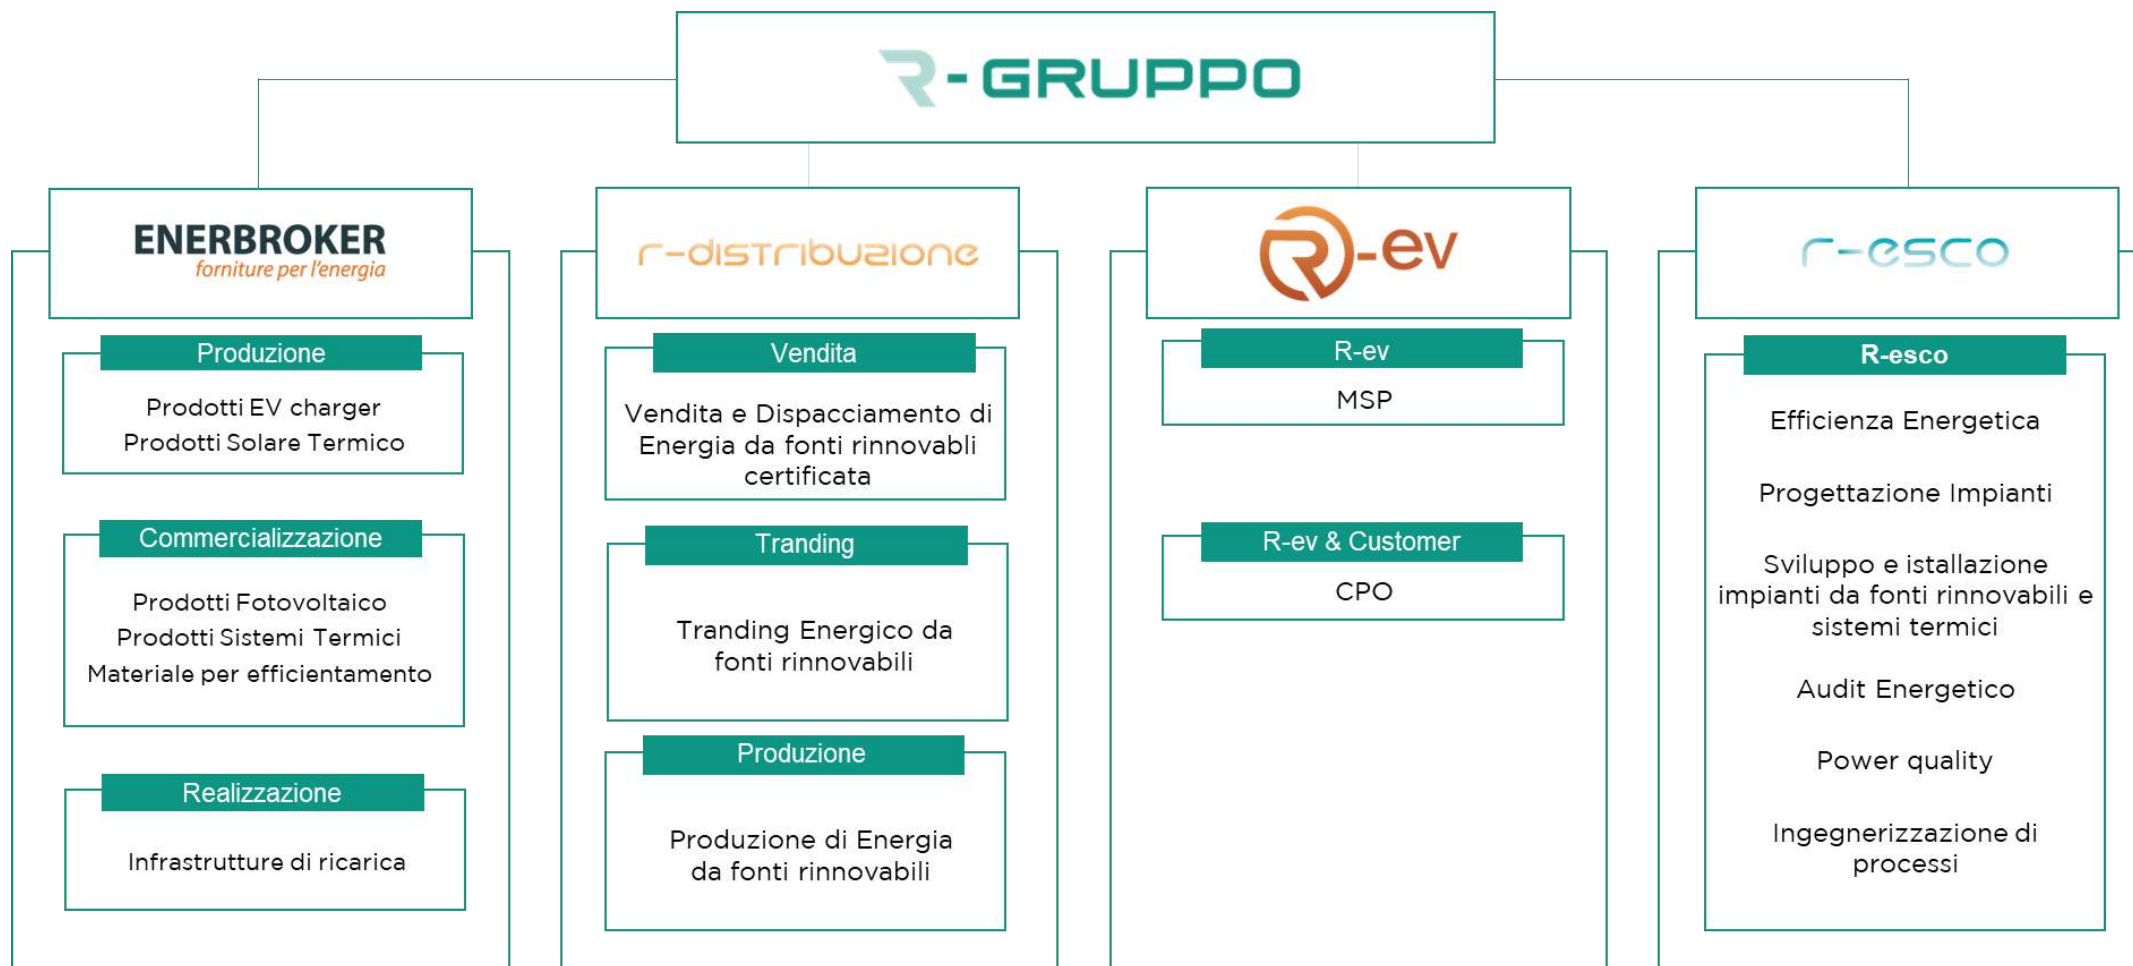 R-GRUPPO
ENERBROKER
forniture per l'energia
Produzione
Prodotti EV charger
Prodotti Solare Termico
Commercializzazione
Prodotti Fotovoltaico
Prodotti Sistemi Termici
Materiale per efficientamento
Realizzazione
Infrastrutture di ricarica
r-distribuzione
Vendita
Vendita e Dispacciamento di
Energia da fonti rinnovabli
certificata
Tranding
Tranding Energico da
fonti rinnovabili
Produzione
Produzione di Energia
da fonti rinnovabili
R-ev
R-ev
MSP
R-ev & Customer
CPO
r-esco
R-esco
Efficienza Energetica
Progettazione Impianti
Sviluppo e istallazione
impianti da fonti rinnovabili e
sistemi termici
Audit Energetico
Power quality
Ingegnerizzazione di
processi